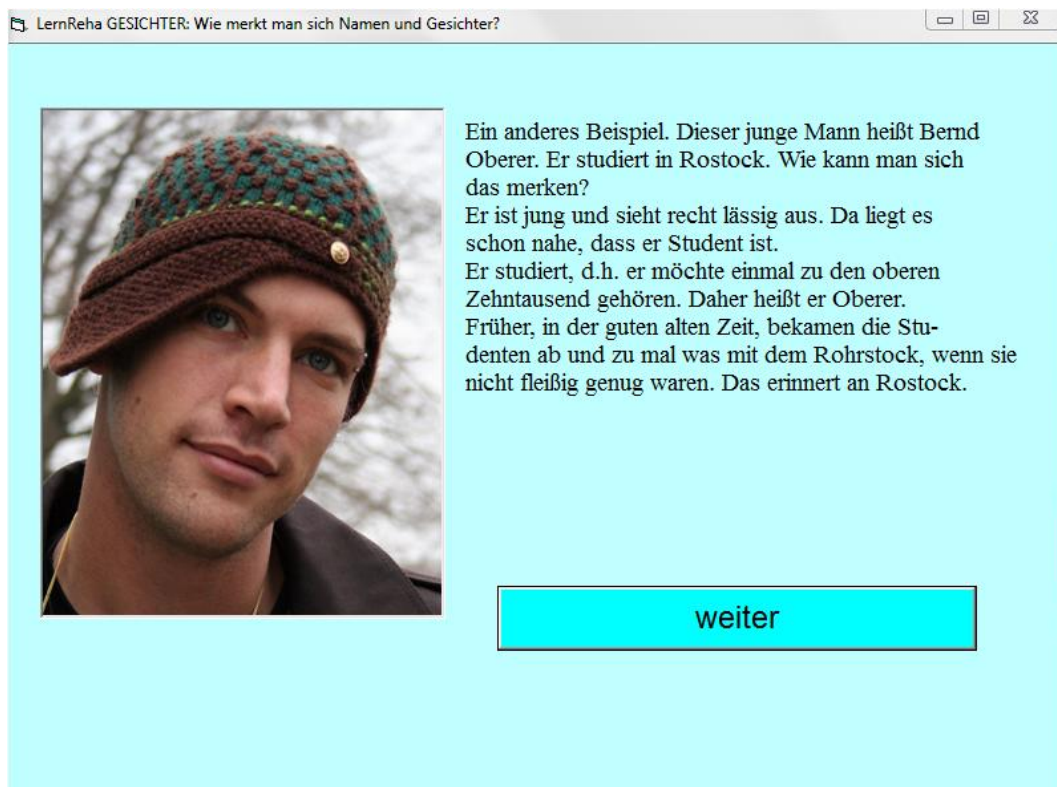 LernReha GESICHTER: Wie merkt man sich Namen und Gesichter?
Ein anderes Beispiel. Dieser junge Mann heißt Bernd
Oberer. Er studiert in Rostock. Wie kann man sich
das merken?
Er ist jung und sieht recht lässig aus. Da liegt es
schon nahe, dass er Student ist.
Er studiert, d.h. er möchte einmal zu den oberen
Zehntausend gehören. Daher heißt er Oberer.
Früher, in der guten alten Zeit, bekamen die Stu-
denten ab und zu mal was mit dem Rohrstock, wenn sie
nicht fleißig genug waren. Das erinnert an Rostock.
weiter